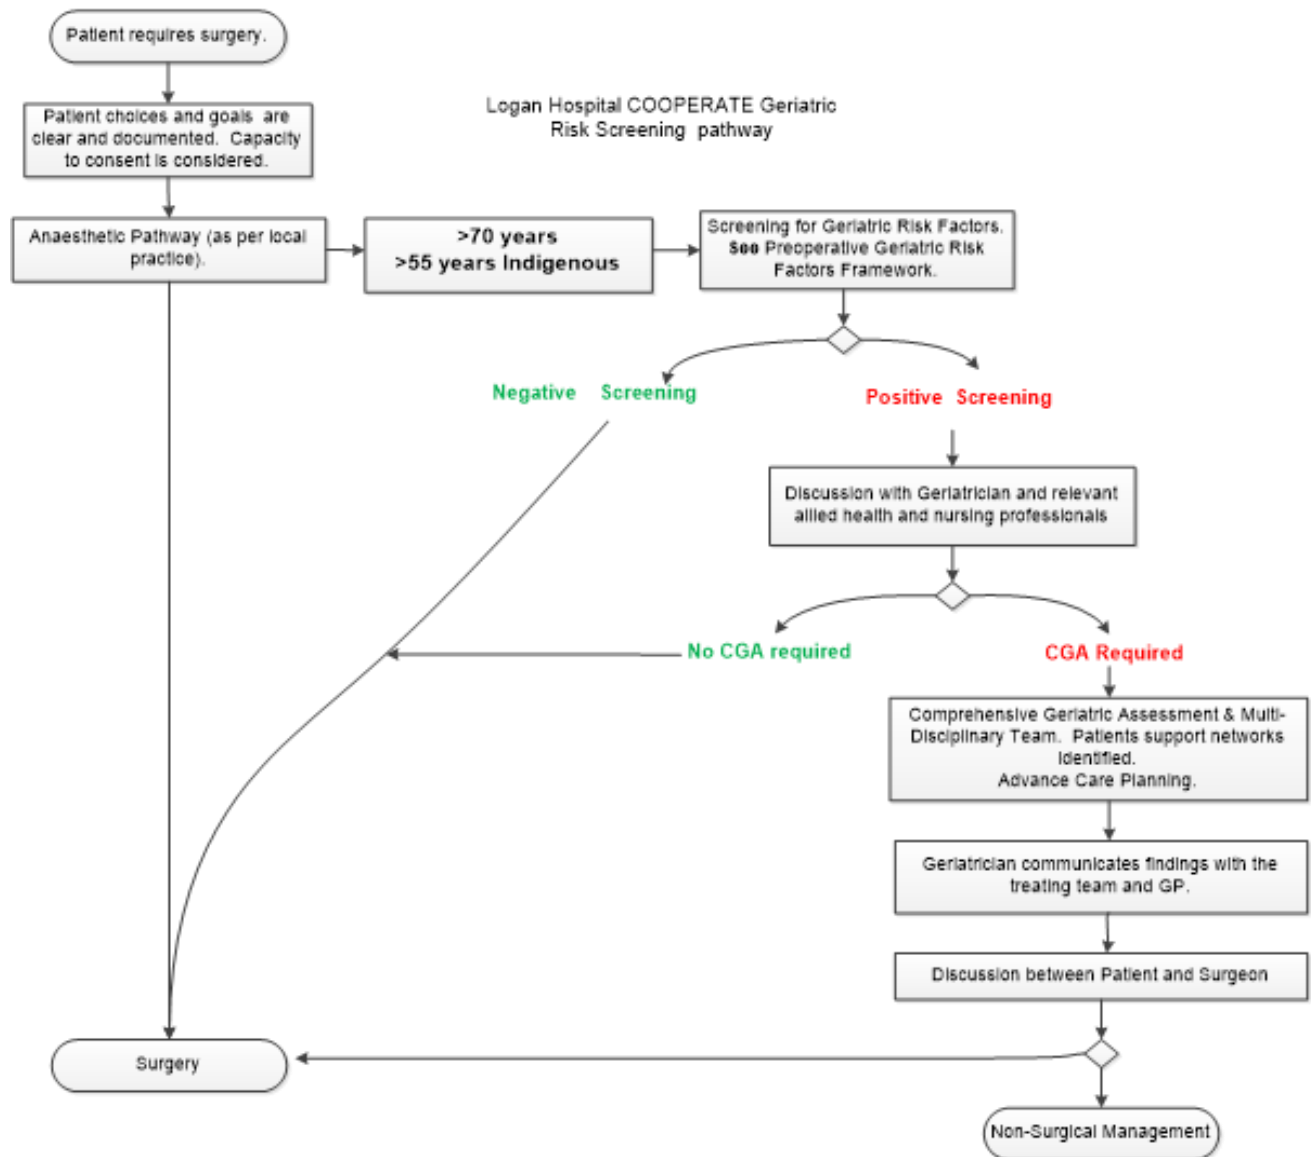 Patient requires surgery.
Patient choices and goals are
clear and documented. Capacity
to consent is considered.
Logan Hospital COOPERATE Geriatric
Risk Screening pathway
Anaesthetic Pathway (as per local
practice).
>70 years
>55 years Indigenous
Screening for Geriatric Risk Factors.
See Preoperative Geriatric Risk
Factors Framework.
Negative Screening
Positive Screening
Discussion with Geriatrician and relevant
allied health and nursing professionals
No CGA required
CGA Required
Comprehensive Geriatric Assessment & Multi-
Disciplinary Team. Patients support networks
identified.
Advance Care Planning.
Geriatrician communicates findings with the
treating team and GP.
Discussion between Patient and Surgeon
Surgery
Non-Surgical Management